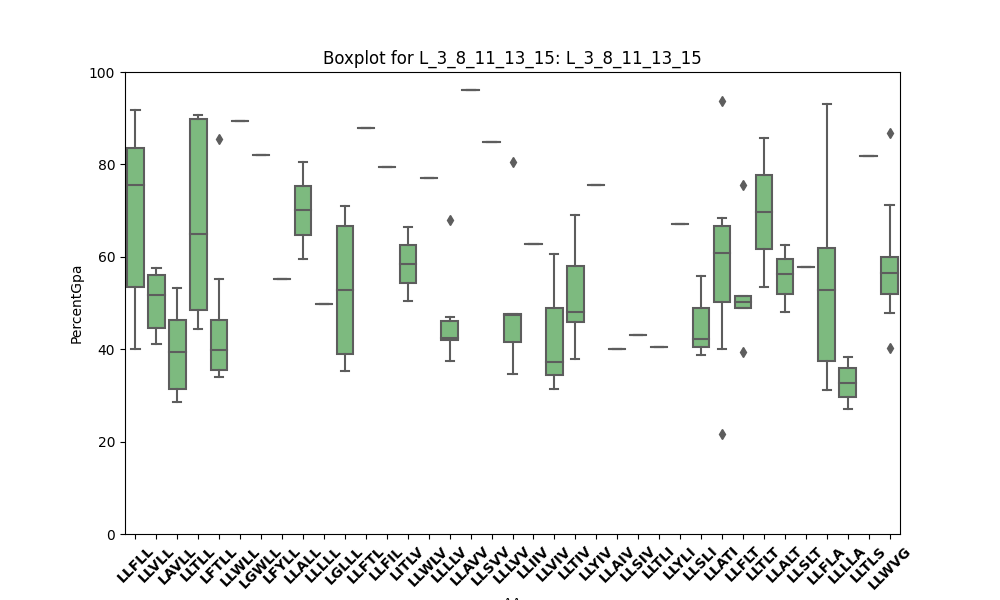 Boxplot for L_3_8_11_13_15: L_3_8_11_13_15
PercentGpa
100
80
60
40
20
0
LLFLL
LLVLL
LAVLL
LLTLL
LFTLL
LLWLL
LGWLL
LFYLL
LLALL
LLLLL
LGLLL
LLFTL
LLFIL
LITLV
LLWLV
LLLLV
LLAVV
LLSVV
LLLVV
LLIIV
LLVIV
LLTIV
LLYIV
LLAIV
LLSIV
LLTLI
LLYLI
LLSLI
LLATI
LLFLT
LLTLT
LLALT
LLSLT
LLFLA
LLLLA
LLTLS
LLWVG